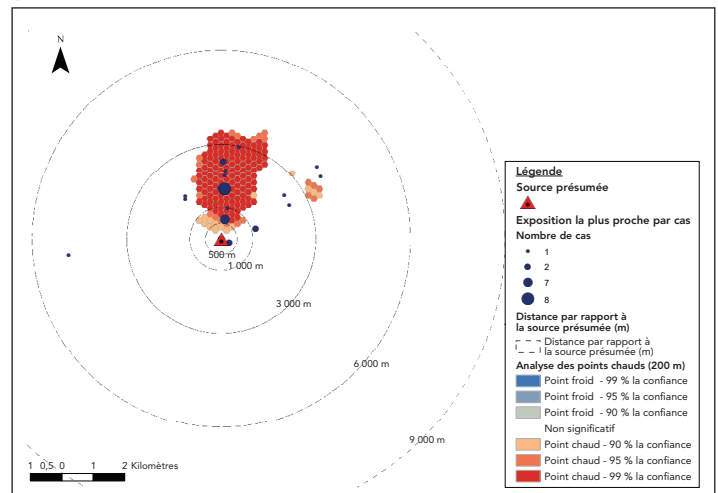 N
500 m
1 000 m
3 000 m
6 000 m
9 000 m
1 0,5 0 1 2 Kilomètres
Légende
Source présumée
Exposition la plus proche par cas
Nombre de cas
1
2
7
8
Distance par rapport à
la source présumée (m)
Distance par rapport à
la source présumée (m)
Analyse des points chauds (200 m)
Point froid - 99 % la confiance
Point froid - 95 % la confiance
Point froid - 90 % la confiance
Non significatif
Point chaud - 90 % la confiance
Point chaud - 95 % la confiance
Point chaud - 99 % la confiance